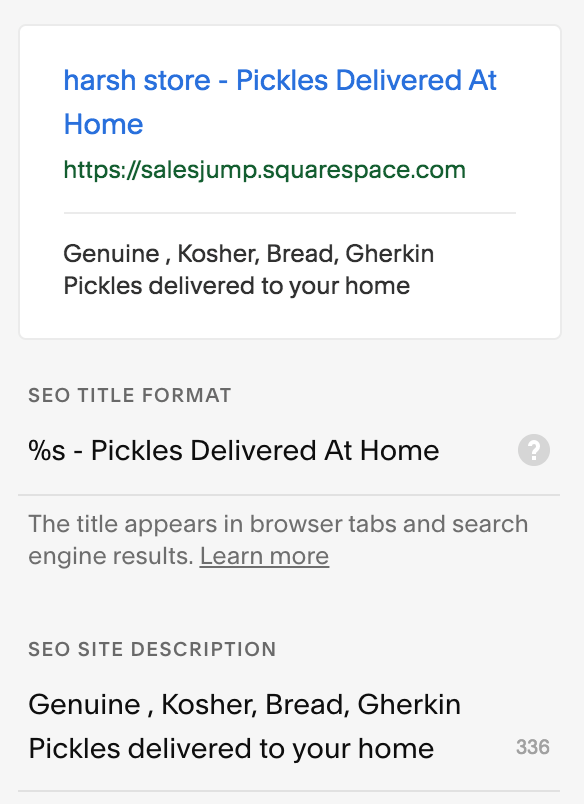 harsh store - Pickles Delivered At
Home
https://salesjump.squarespace.com
Genuine , Kosher, Bread, Gherkin
Pickles delivered to your home
SEO TITLE FORMAT
%s - Pickles Delivered At Home
?
The title appears in browser tabs and search
engine results. Learn more
SEO SITE DESCRIPTION
Genuine , Kosher, Bread, Gherkin
Pickles delivered to your home 336